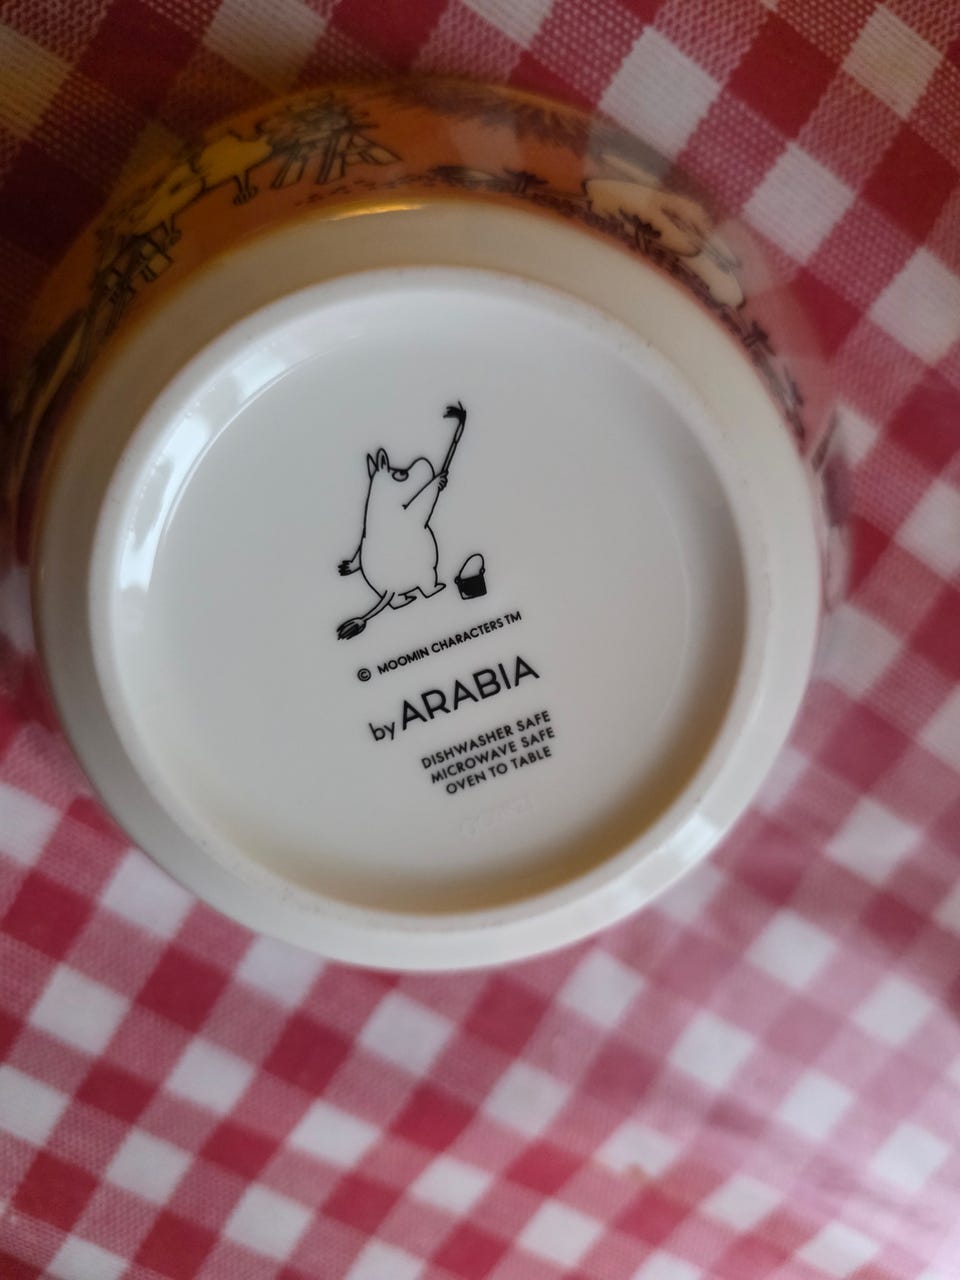 © MOOMIN CHARACTERS™
by ARABIA
DISHWASHER SAFE
MICROWAVE SAFE
OVEN TO TABLE